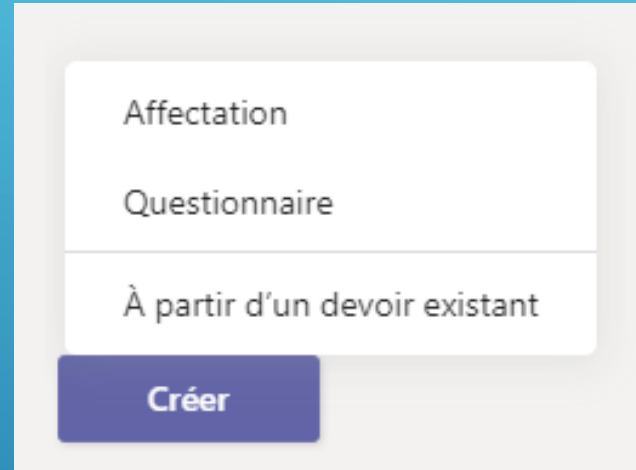 Affectation
Questionnaire
À partir d’un devoir existant
Créer